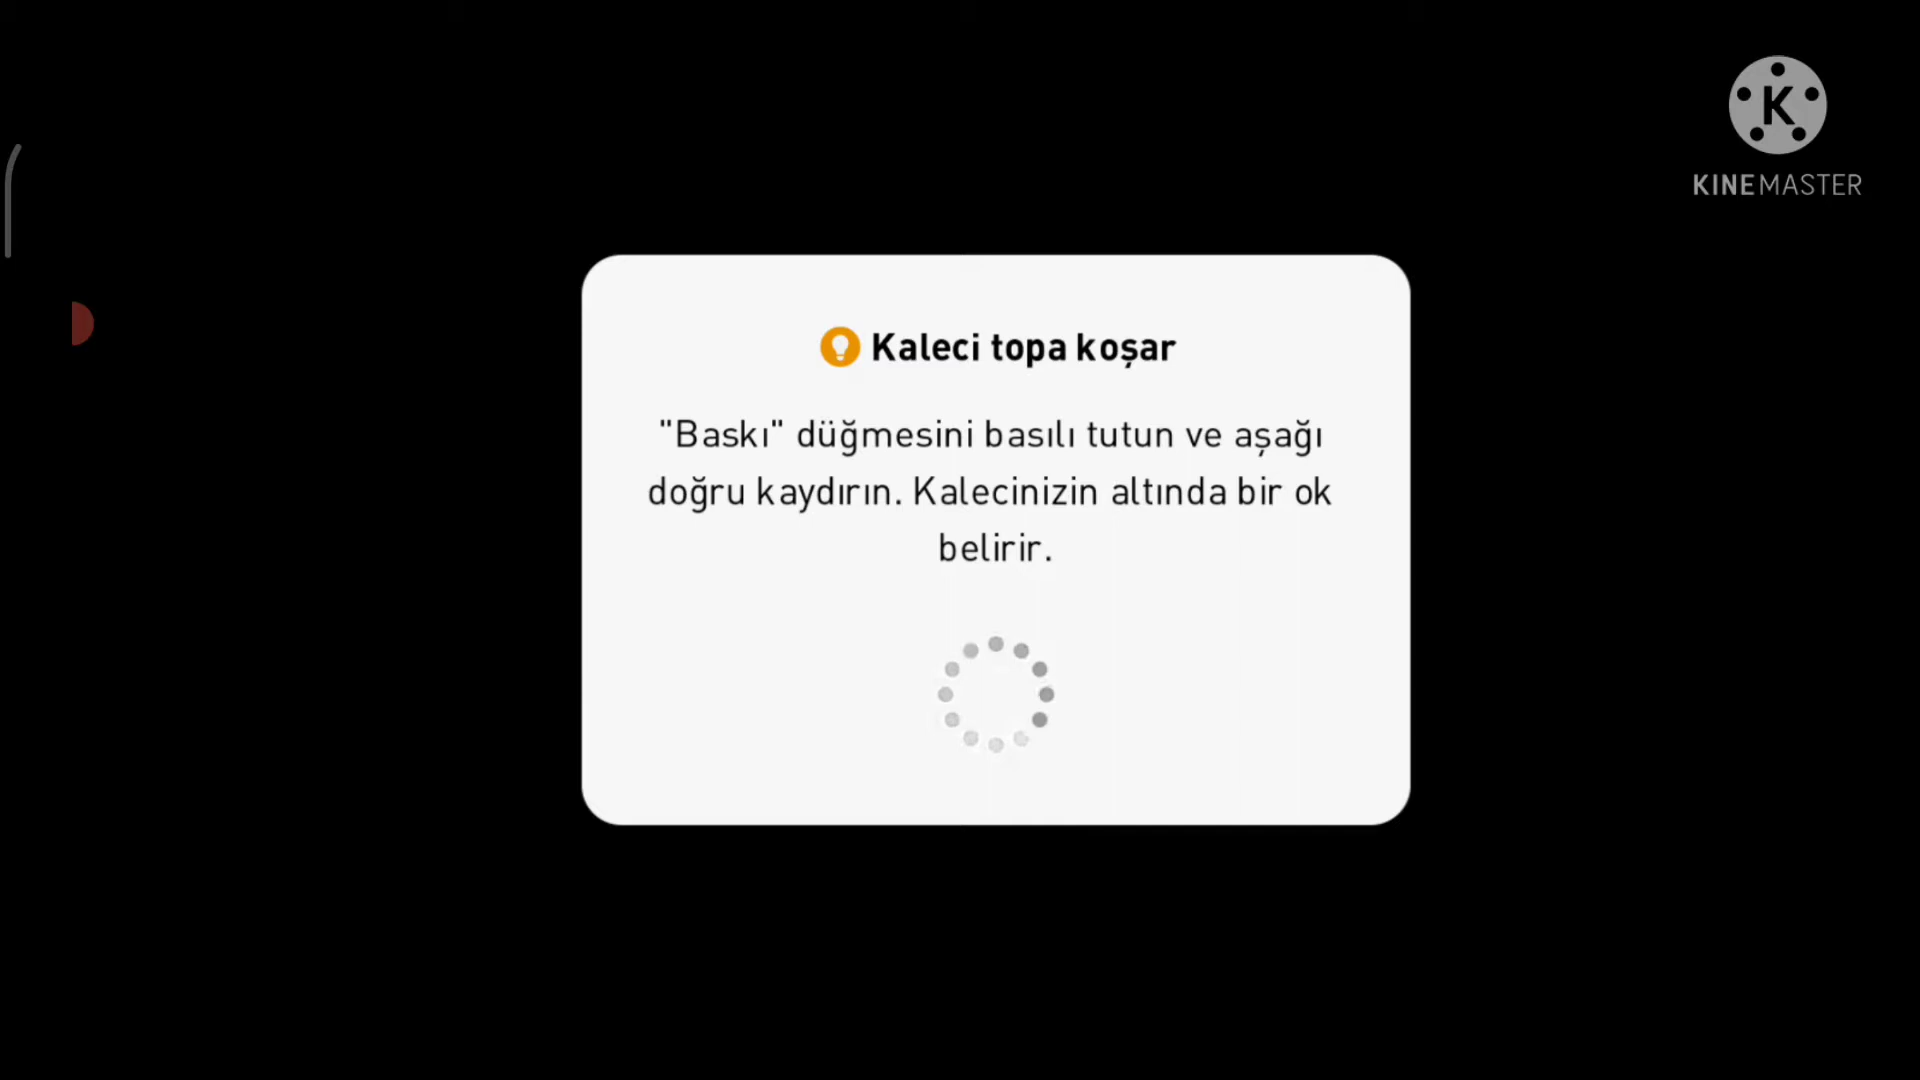 K
KINEMASTER
Kaleci topa koşar
"Baskı" düğmesini basılı tutun ve aşağı
doğru kaydırın. Kalecinizin altında bir ok
belirir.